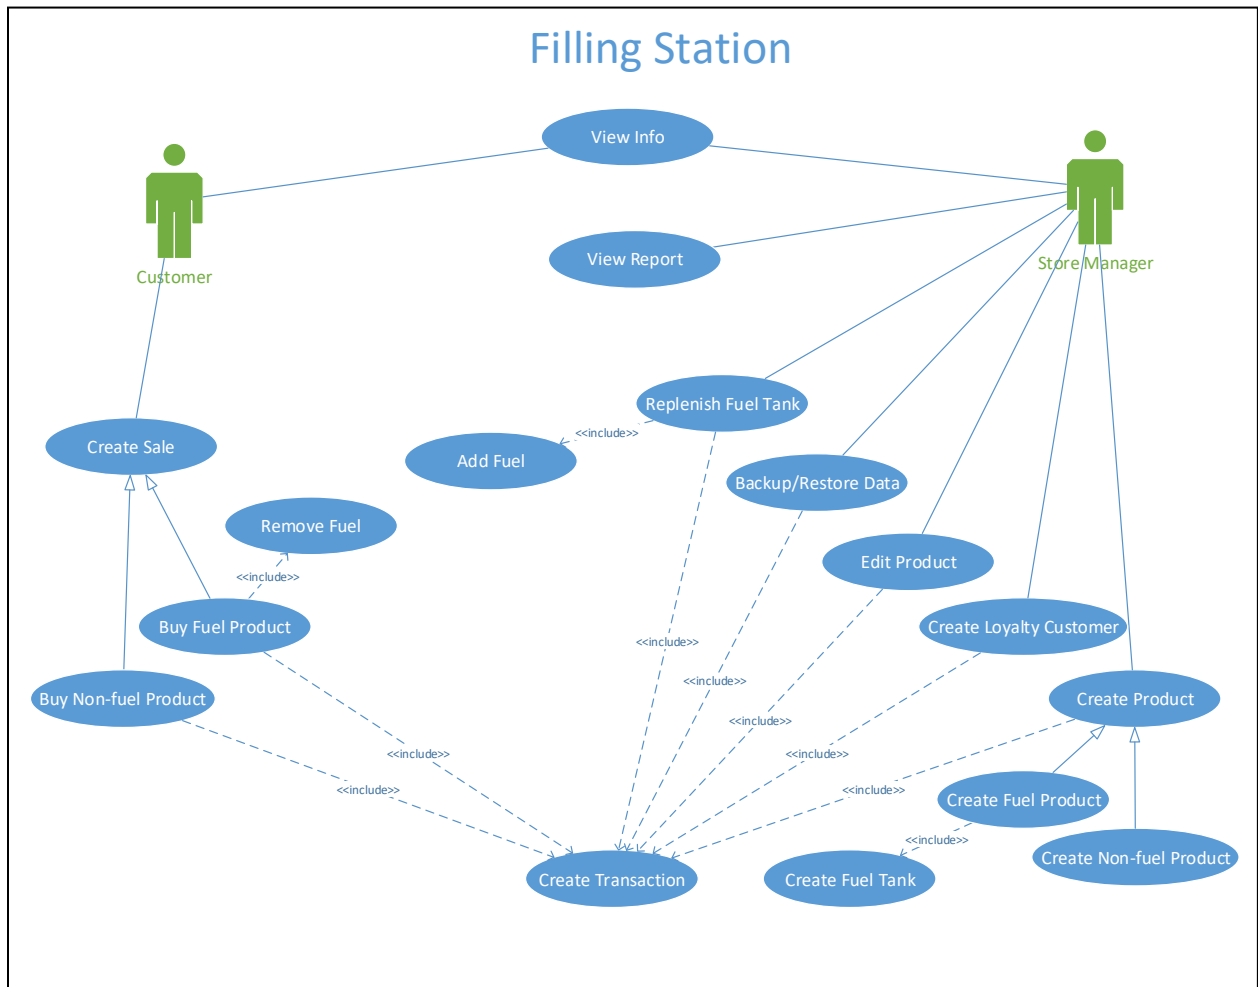 Filling Station
View Info
Customer
View Report
Store Manager
Replenish Fuel Tank
<<include>>
Create Sale
Add Fuel
Backup/Restore Data
Remove Fuel
Edit Product
<<include>>
Buy Fuel Product
Create Loyalty Customer
<<include>>
<<include>>
Buy Non-fuel Product
Create Product
<<include>>
<<include>>
<<include>>
<<include>>
<<include>>
Create Fuel Product
<<include>>
Create Non-fuel Product
Create Transaction
Create Fuel Tank